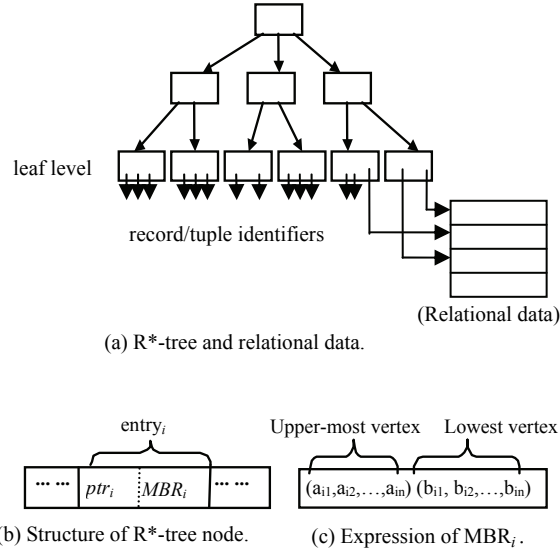 leaf level
record/tuple identifiers
(Relational data)
(a) R*-tree and relational data.
entryᵢ
Upper-most vertex Lowest vertex
... ... ptrᵢ MBRᵢ ... ...
(aᵢ₁,aᵢ₂,…,aᵢₙ) (bᵢ₁, bᵢ₂,…,bᵢₙ)
(b) Structure of R*-tree node.
(c) Expression of MBRᵢ .